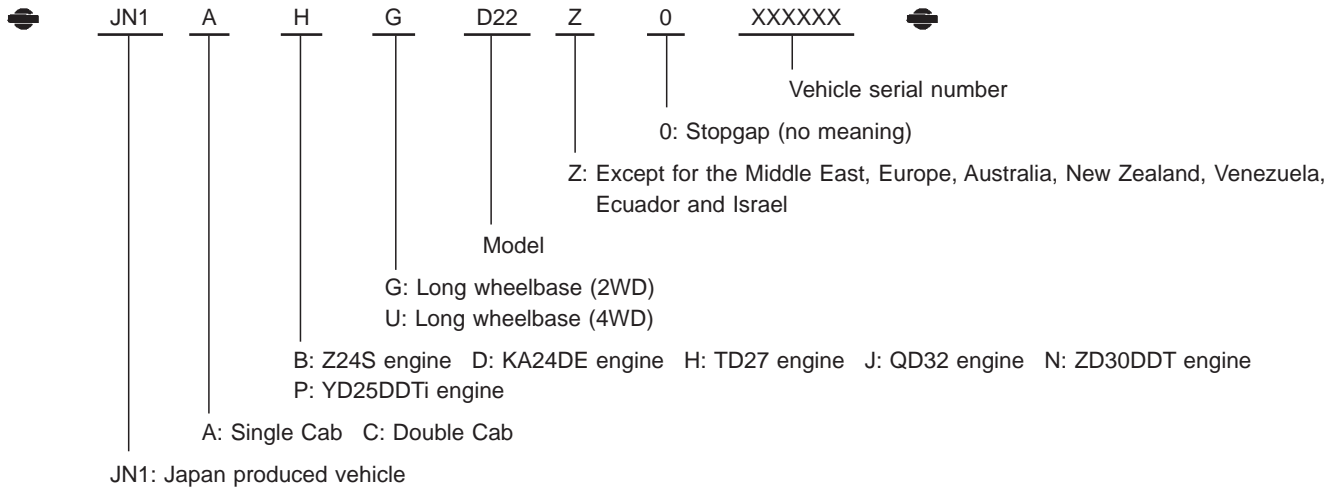 JN1 A H G D22 Z 0 XXXXXX
Vehicle serial number
0: Stopgap (no meaning)
Z: Except for the Middle East, Europe, Australia, New Zealand, Venezuela,
Ecuador and Israel
Model
G: Long wheelbase (2WD)
U: Long wheelbase (4WD)
B: Z24S engine D: KA24DE engine H: TD27 engine J: QD32 engine N: ZD30DDT engine
P: YD25DDTi engine
A: Single Cab C: Double Cab
JN1: Japan produced vehicle